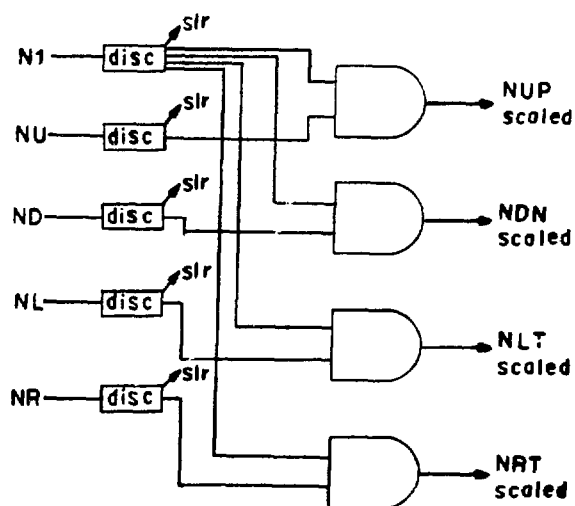 slr
N1
disc
slr
NUP
scaled
NU
disc
slr
ND
disc
NDN
scaled
slr
NL
disc
NLT
scaled
slr
NR
disc
NRT
scaled